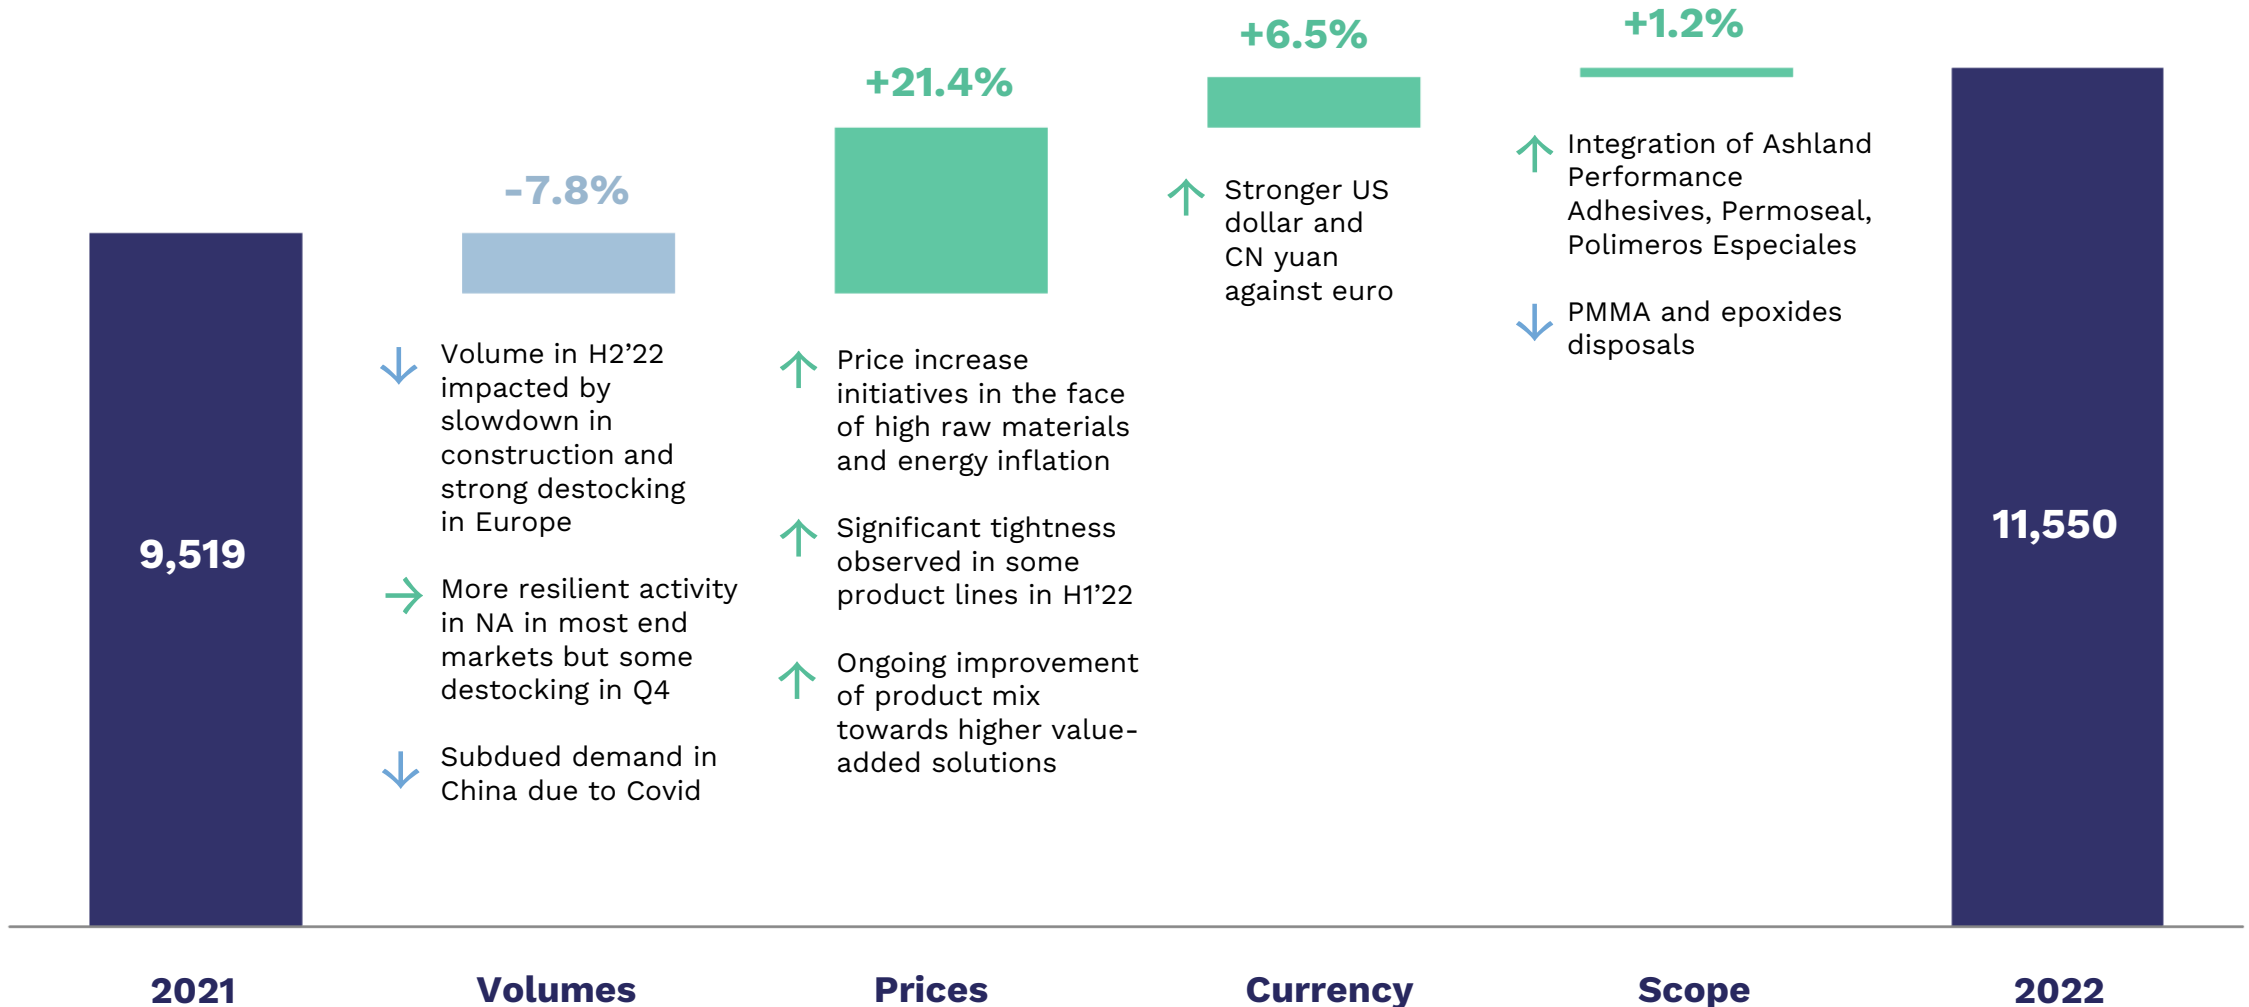 9,519
2021
-7.8%
Volume in H2’22
impacted by
slowdown in
construction and
strong destocking
in Europe
More resilient activity
in NA in most end
markets but some
destocking in Q4
Subdued demand in
China due to Covid
Volumes
+21.4%
Price increase
initiatives in the face
of high raw materials
and energy inflation
Significant tightness
observed in some
product lines in H1’22
Ongoing improvement
of product mix
towards higher value-
added solutions
Prices
+6.5%
Stronger US
dollar and
CN yuan
against euro
Currency
+1.2%
Integration of Ashland
Performance
Adhesives, Permoseal,
Polimeros Especiales
PMMA and epoxides
disposals
Scope
11,550
2022